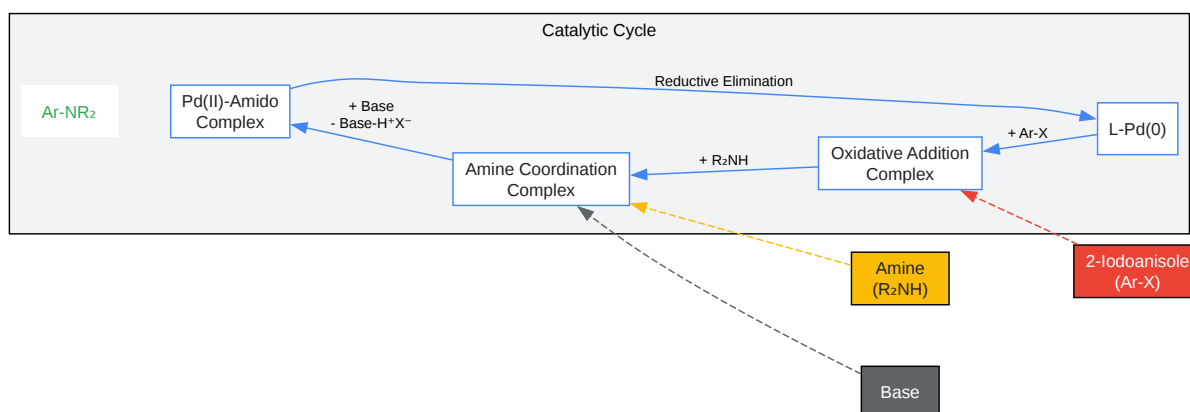 Catalytic Cycle
Reductive Elimination
Ar-NR₂
Pd(II)-Amido
Complex
+ Base
- Base-H⁺X⁻
L-Pd(0)
+ Ar-X
Oxidative Addition
Complex
+ R₂NH
Amine Coordination
Complex
Amine
(R₂NH)
2-Iodoanisole
(Ar-X)
Base